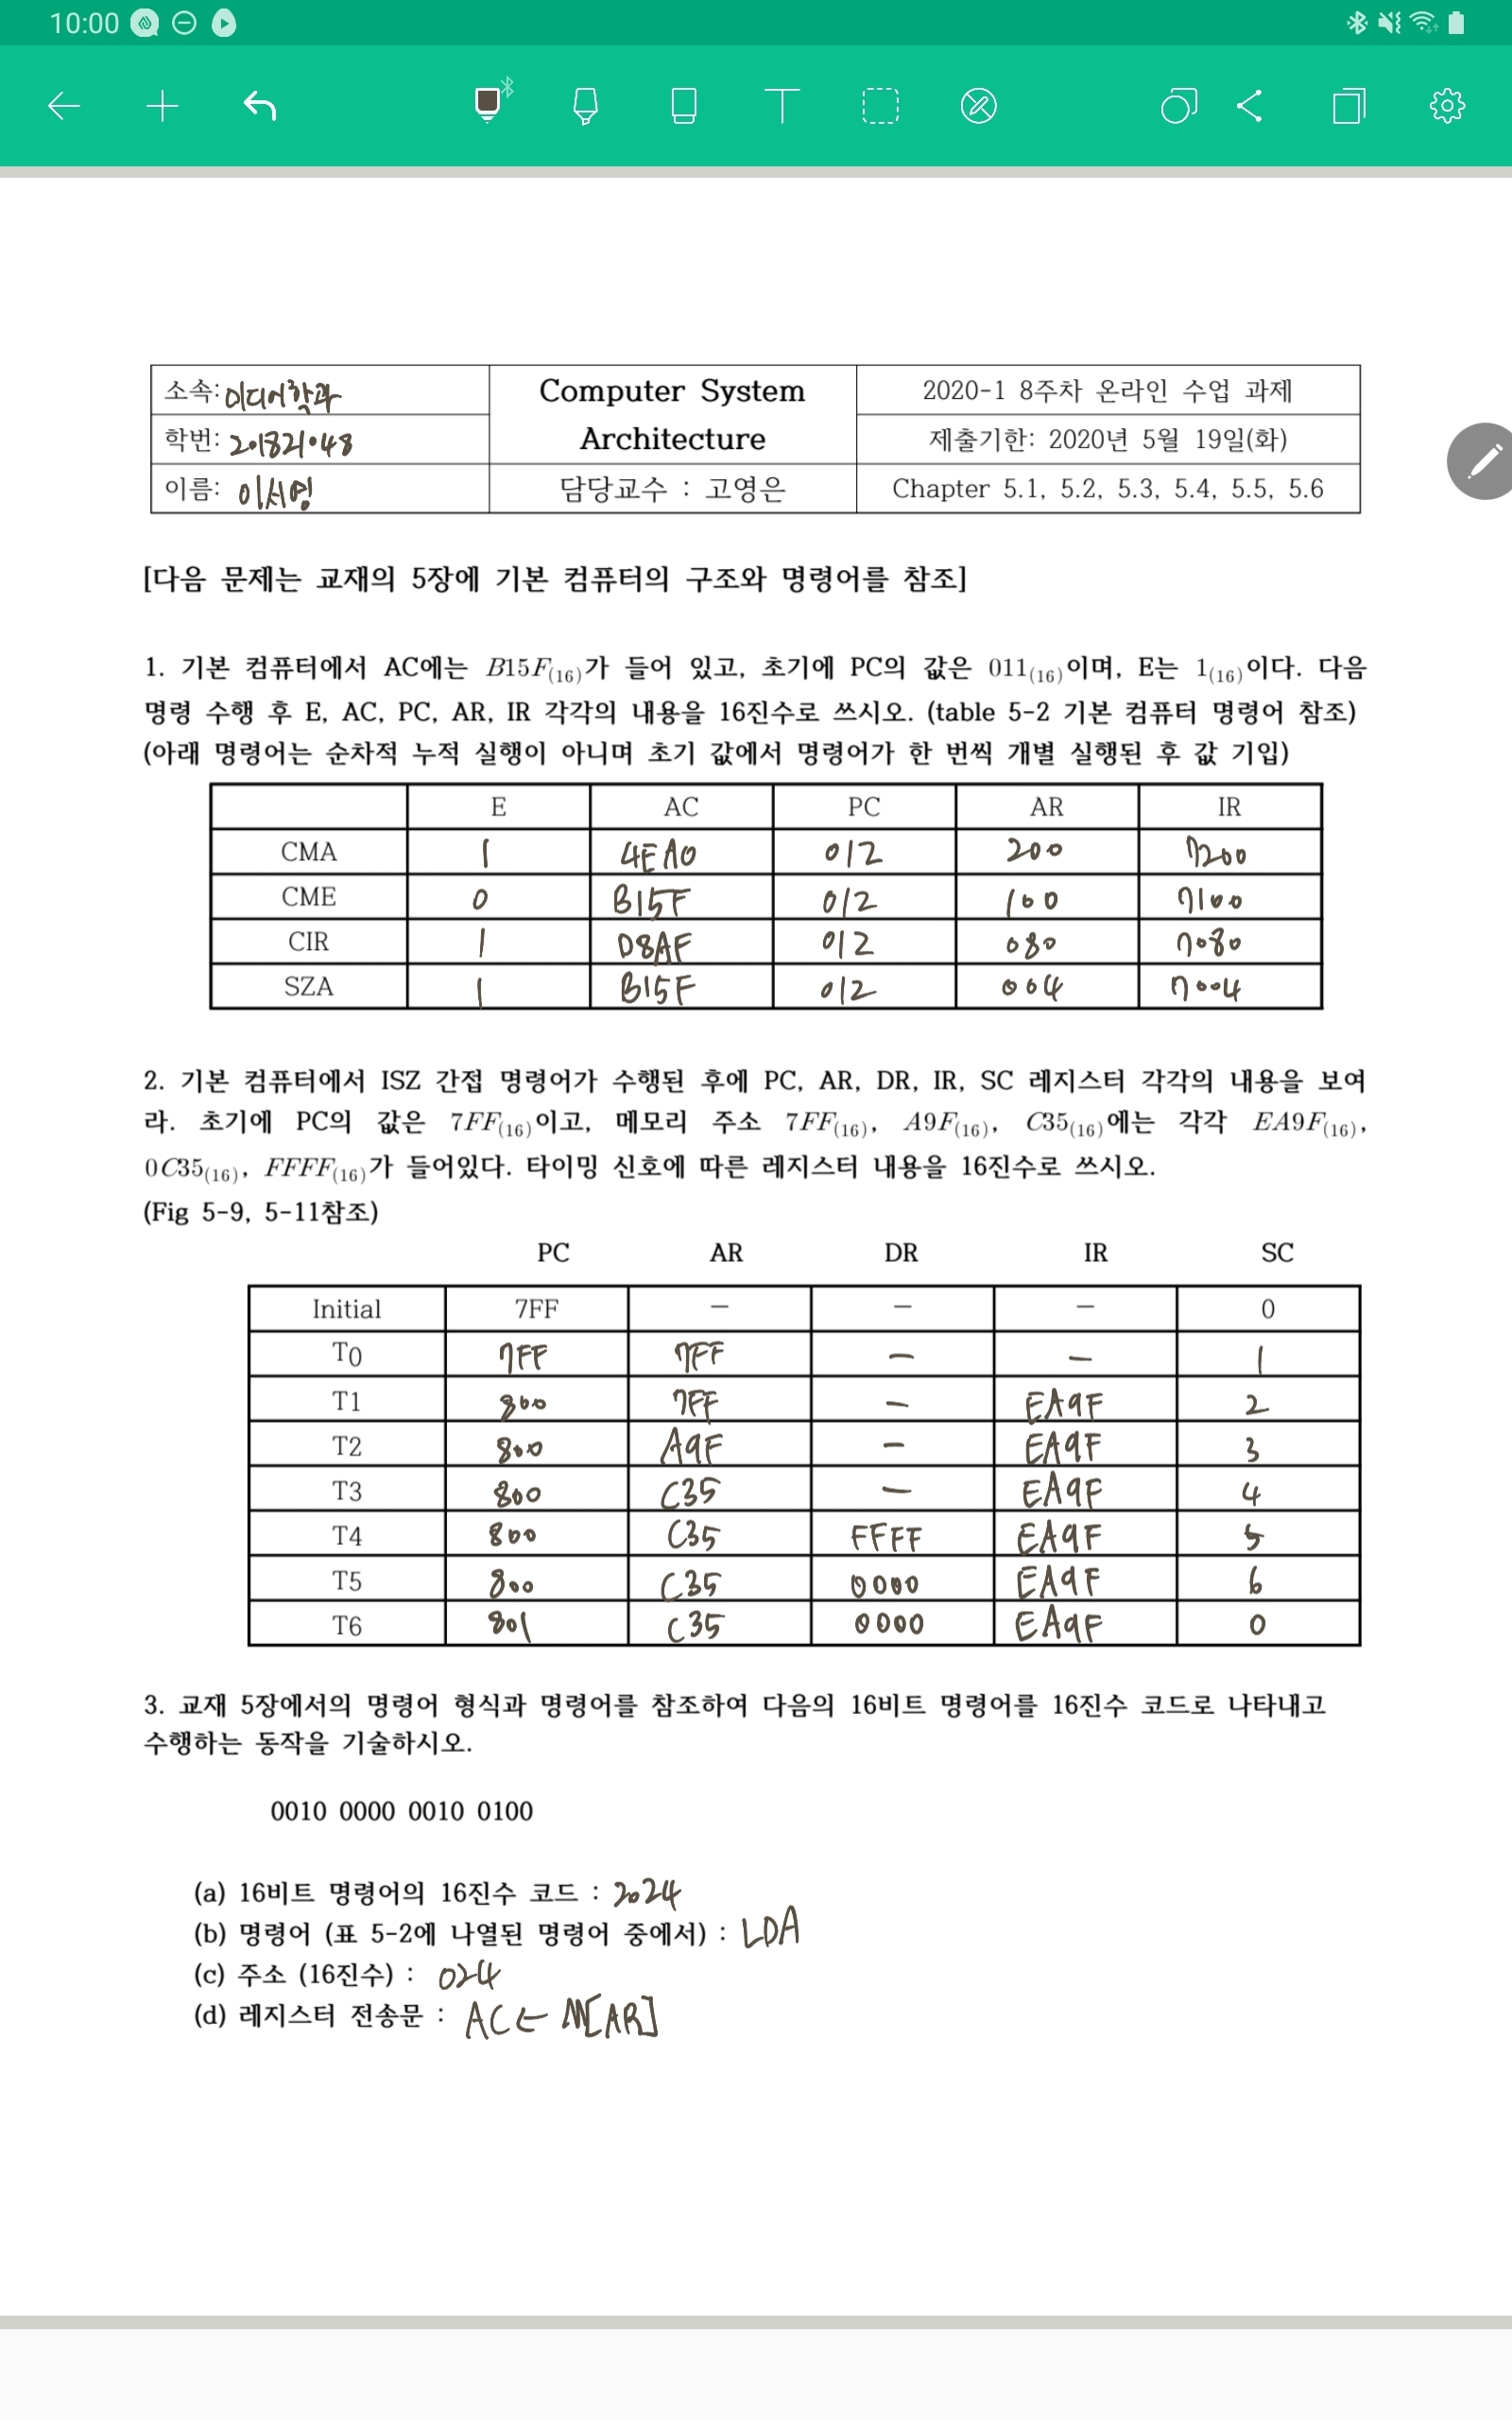 10:00
소속: 미디어학과 Computer System Architecture 2020-1 8주차 온라인 수업 과제
학번: 201821048 제출기한: 2020년 5월 19일(화)
이름: 이서영 담당교수 : 고영은 Chapter 5.1, 5.2, 5.3, 5.4, 5.5, 5.6
[다음 문제는 교재의 5장에 기본 컴퓨터의 구조와 명령어를 참조]
1. 기본 컴퓨터에서 AC에는 B15F(16)가 들어 있고, 초기에 PC의 값은 011(16)이며, E는 1(16)이다. 다음
명령 수행 후 E, AC, PC, AR, IR 각각의 내용을 16진수로 쓰시오. (table 5-2 기본 컴퓨터 명령어 참조)
(아래 명령어는 순차적 누적 실행이 아니며 초기 값에서 명령어가 한 번씩 개별 실행된 후 값 기입)
E AC PC AR IR
CMA 1 4EA0 012 200 7200
CME 0 B15F 012 100 7100
CIR 1 D8AF 012 080 7080
SZA 1 B15F 012 004 7004
2. 기본 컴퓨터에서 ISZ 간접 명령어가 수행된 후에 PC, AR, DR, IR, SC 레지스터 각각의 내용을 보여
라. 초기에 PC의 값은 7FF(16)이고, 메모리 주소 7FF(16), A9F(16), C35(16)에는 각각 EA9F(16),
0C35(16), FFFF(16)가 들어있다. 타이밍 신호에 따른 레지스터 내용을 16진수로 쓰시오.
(Fig 5-9, 5-11참조)
PC AR DR IR SC
Initial 7FF - - - 0
T0 7FF 7FF - - 1
T1 800 7FF - EA9F 2
T2 800 A9F - EA9F 3
T3 800 C35 - EA9F 4
T4 800 C35 FFFF EA9F 5
T5 800 C35 0000 EA9F 6
T6 801 C35 0000 EA9F 0
3. 교재 5장에서의 명령어 형식과 명령어를 참조하여 다음의 16비트 명령어를 16진수 코드로 나타내고
수행하는 동작을 기술하시오.
0010 0000 0010 0100
(a) 16비트 명령어의 16진수 코드 : 2024
(b) 명령어 (표 5-2에 나열된 명령어 중에서) : LDA
(c) 주소 (16진수) : 024
(d) 레지스터 전송문 : AC ← M[AR]